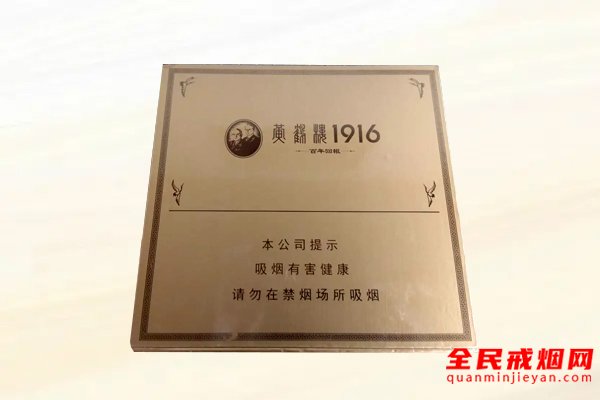 黄鹤楼1916
百年回報
本公司提示
吸烟有害健康
请勿在禁烟场所吸烟
全民戒烟网
quanminjieyan.com